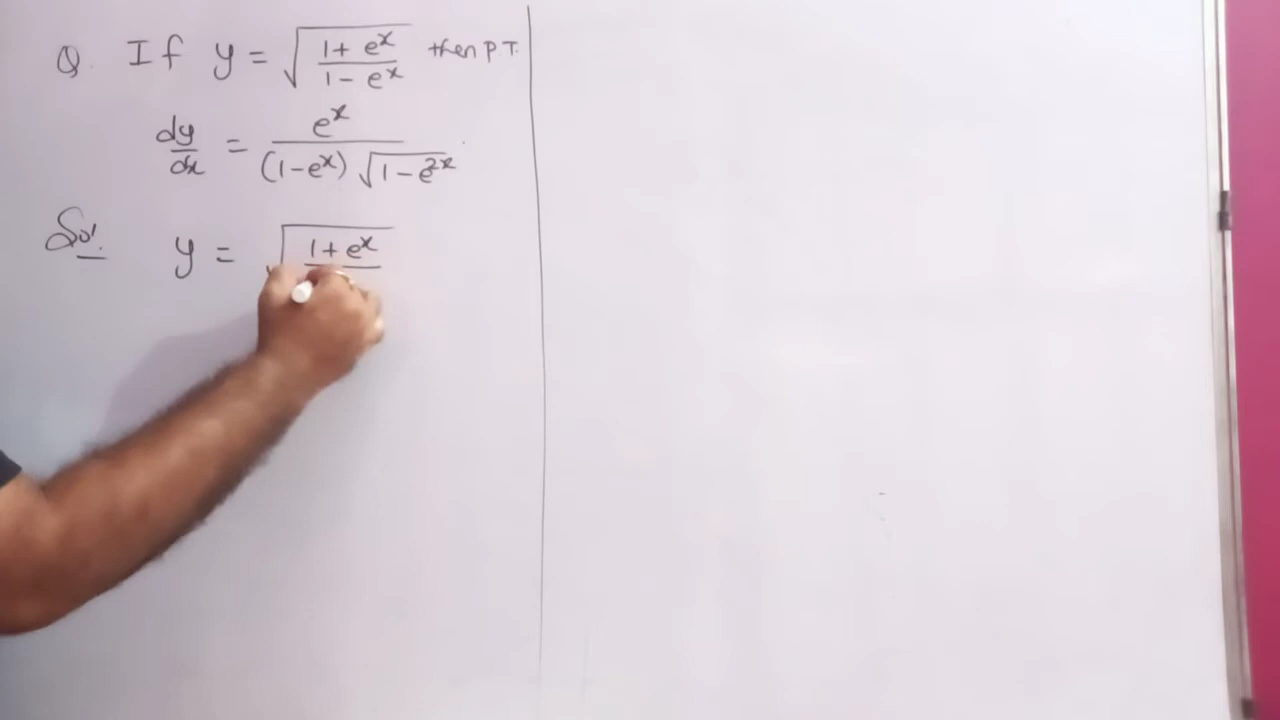 Q. If y = √((1 + e^x)/(1 - e^x)) then P.T.
dy/dx = e^x/((1-e^x) √(1-e^2x))
Sol. y = √(1+e^x